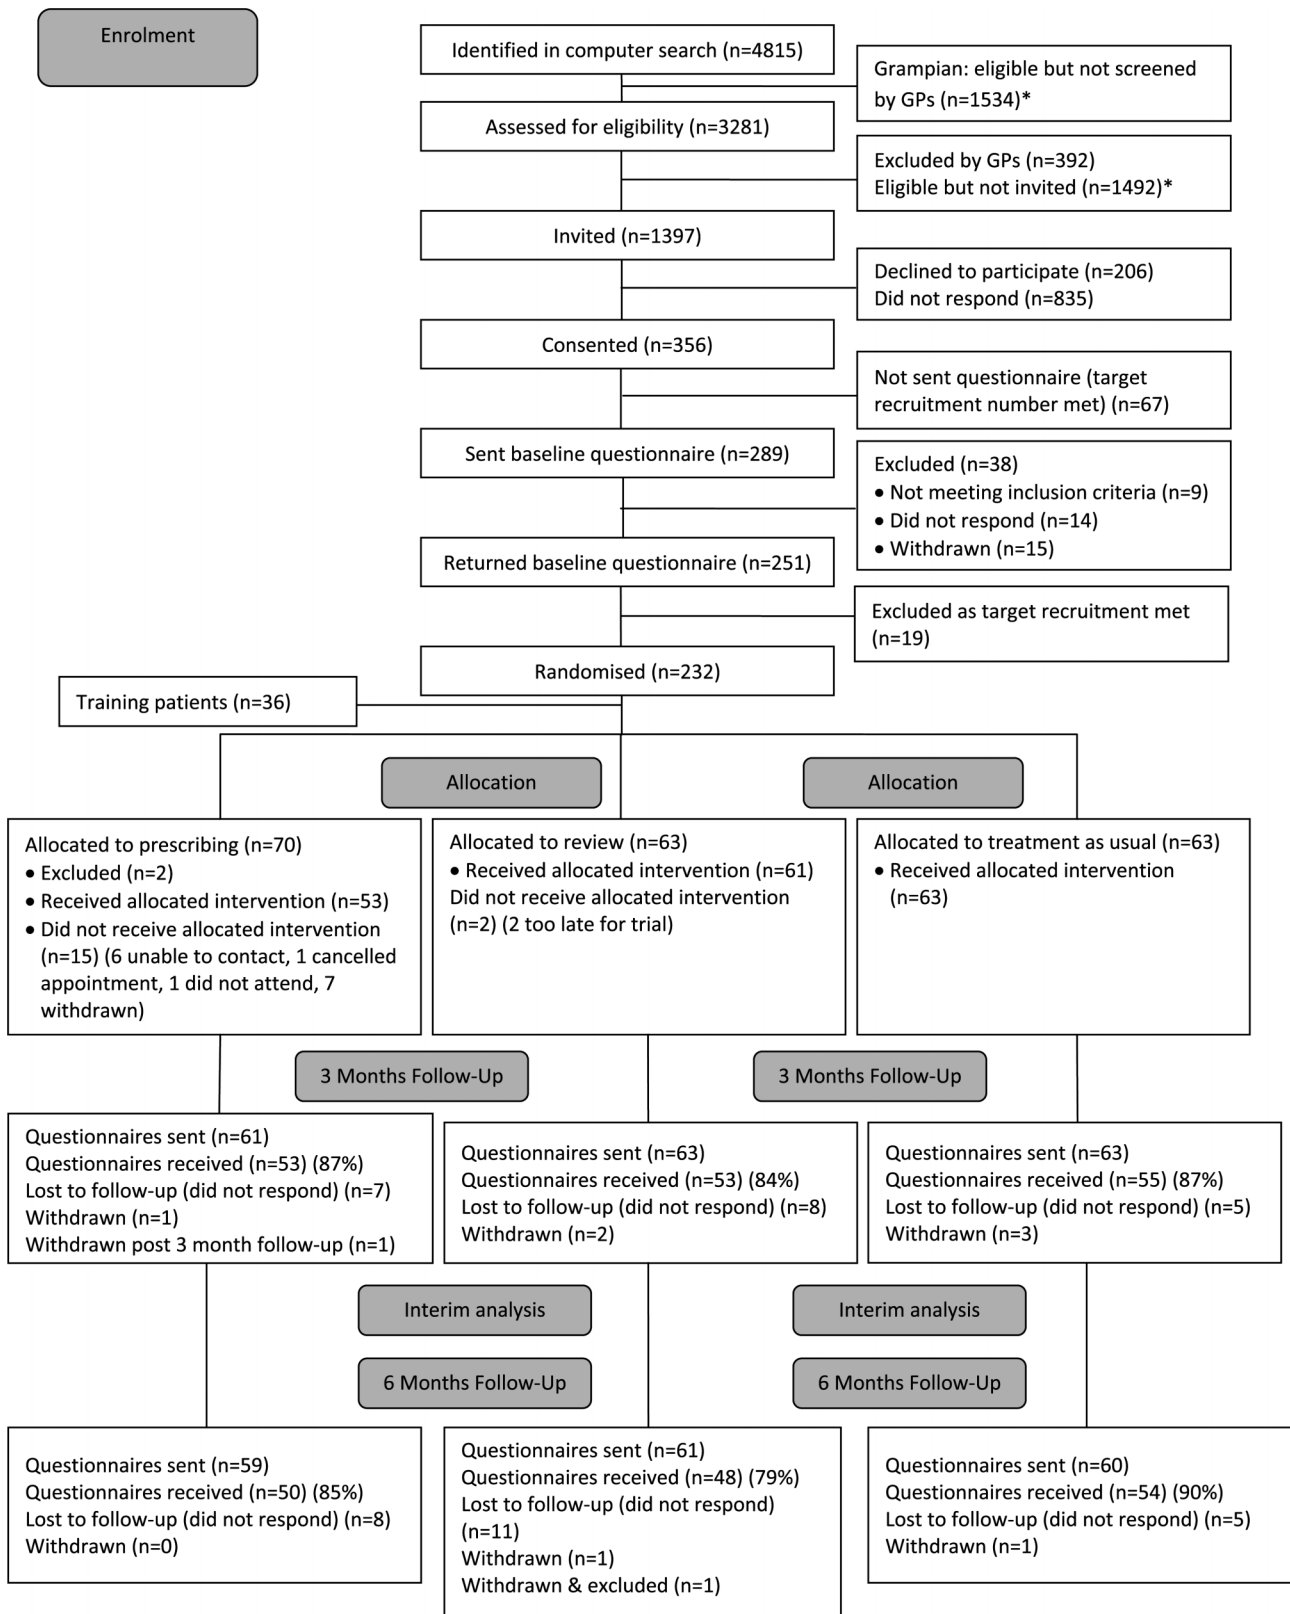 Enrolment
Identified in computer search (n=4815)
Grampian: eligible but not screened
by GPs (n=1534)*
Assessed for eligibility (n=3281)
Excluded by GPs (n=392)
Eligible but not invited (n=1492)*
Invited (n=1397)
Declined to participate (n=206)
Did not respond (n=835)
Consented (n=356)
Not sent questionnaire (target
recruitment number met) (n=67)
Sent baseline questionnaire (n=289)
Excluded (n=38)
• Not meeting inclusion criteria (n=9)
• Did not respond (n=14)
• Withdrawn (n=15)
Returned baseline questionnaire (n=251)
Excluded as target recruitment met
(n=19)
Randomised (n=232)
Training patients (n=36)
Allocation
Allocation
Allocated to prescribing (n=70)
• Excluded (n=2)
• Received allocated intervention (n=53)
• Did not receive allocated intervention
(n=15) (6 unable to contact, 1 cancelled
appointment, 1 did not attend, 7
withdrawn)
Allocated to review (n=63)
• Received allocated intervention (n=61)
Did not receive allocated intervention
(n=2) (2 too late for trial)
Allocated to treatment as usual (n=63)
• Received allocated intervention
(n=63)
3 Months Follow-Up
3 Months Follow-Up
Questionnaires sent (n=61)
Questionnaires received (n=53) (87%)
Lost to follow-up (did not respond) (n=7)
Withdrawn (n=1)
Withdrawn post 3 month follow-up (n=1)
Questionnaires sent (n=63)
Questionnaires received (n=53) (84%)
Lost to follow-up (did not respond) (n=8)
Withdrawn (n=2)
Questionnaires sent (n=63)
Questionnaires received (n=55) (87%)
Lost to follow-up (did not respond) (n=5)
Withdrawn (n=3)
Interim analysis
Interim analysis
6 Months Follow-Up
6 Months Follow-Up
Questionnaires sent (n=59)
Questionnaires received (n=50) (85%)
Lost to follow-up (did not respond) (n=8)
Withdrawn (n=0)
Questionnaires sent (n=61)
Questionnaires received (n=48) (79%)
Lost to follow-up (did not respond)
(n=11)
Withdrawn (n=1)
Withdrawn & excluded (n=1)
Questionnaires sent (n=60)
Questionnaires received (n=54) (90%)
Lost to follow-up (did not respond) (n=5)
Withdrawn (n=1)